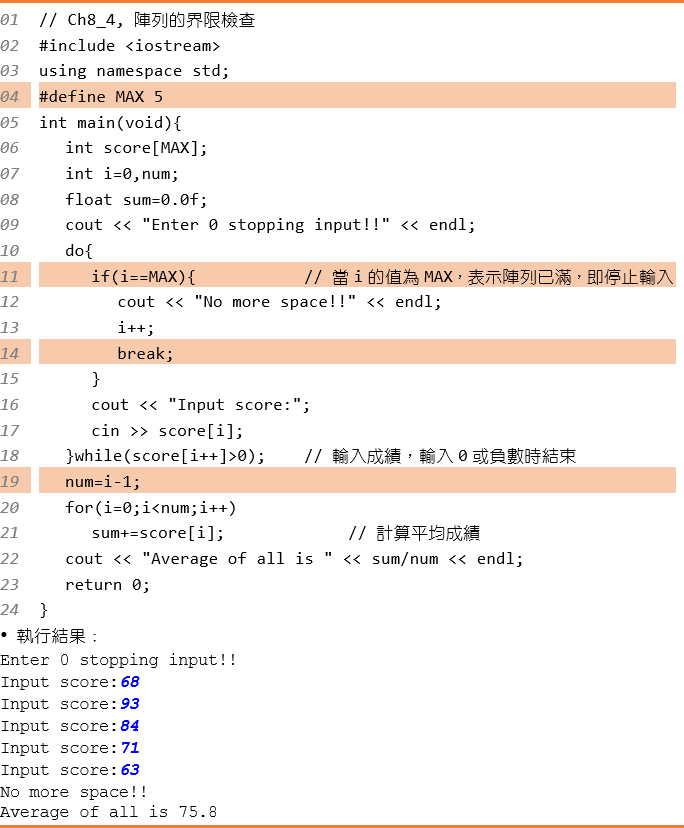 01 // Ch8_4, 陣列的界限檢查
02 #include <iostream>
03 using namespace std;
04 #define MAX 5
05 int main(void){
06 int score[MAX];
07 int i=0,num;
08 float sum=0.0f;
09 cout << "Enter 0 stopping input!!" << endl;
10 do{
11 if(i==MAX){ // 當 i 的值為 MAX，表示陣列已滿，即停止輸入
12 cout << "No more space!!" << endl;
13 i++;
14 break;
15 }
16 cout << "Input score:";
17 cin >> score[i];
18 }while(score[i++]>0); // 輸入成績，輸入 0 或負數時結束
19 num=i-1;
20 for(i=0;i<num;i++)
21 sum+=score[i]; // 計算平均成績
22 cout << "Average of all is " << sum/num << endl;
23 return 0;
24 }
• 執行結果：
Enter 0 stopping input!!
Input score:68
Input score:93
Input score:84
Input score:71
Input score:63
No more space!!
Average of all is 75.8